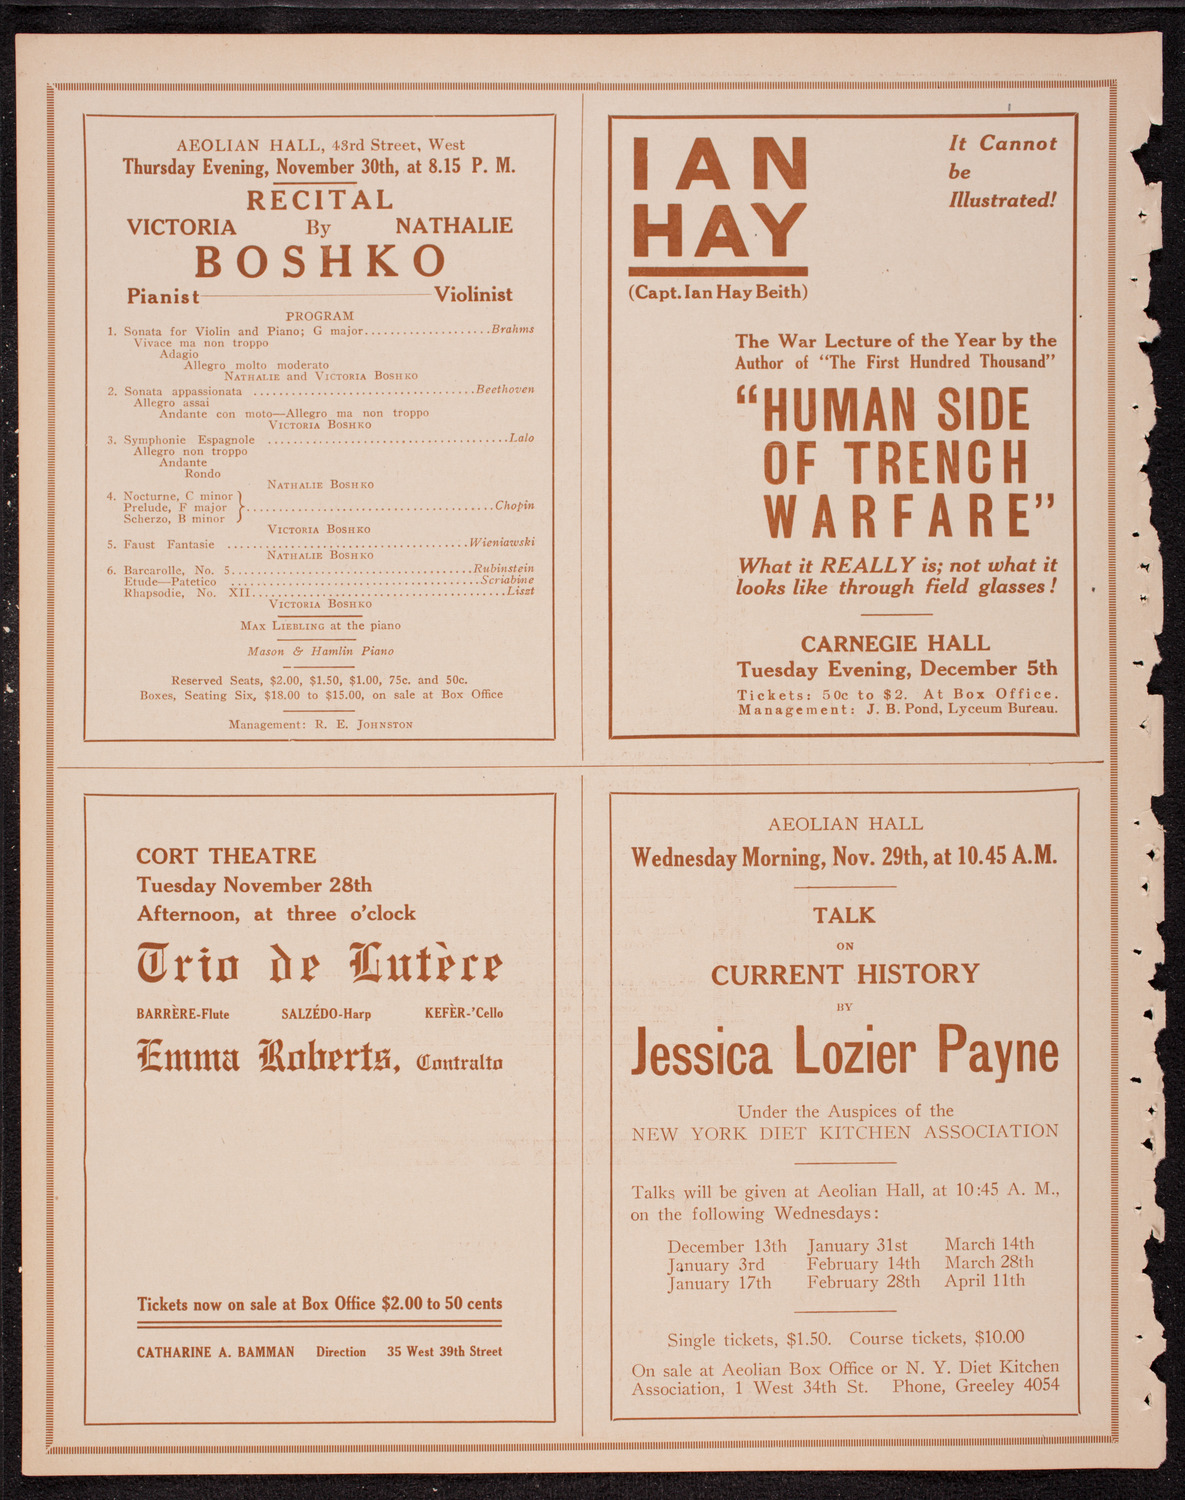 AEOLIAN HALL, 43rd Street, West
Thursday Evening, November 30th, at 8.15 P. M.
RECITAL
VICTORIA By NATHALIE
BOSHKO
Pianist Violinist
PROGRAM
1. Sonata for Violin and Piano; G major....................Brahms
Vivace ma non troppo
Adagio
Allegro molto moderato
NATHALIE and VICTORIA BOSHKO
2. Sonata appassionata ...................................Beethoven
Allegro assai
Andante con moto—Allegro ma non troppo
VICTORIA BOSHKO
3. Symphonie Espagnole ......................................Lalo
Allegro non troppo
Andante
Rondo
NATHALIE BOSHKO
4. Nocturne, C minor
Prelude, F major } .......................................Chopin
Scherzo, B minor
VICTORIA BOSHKO
5. Faust Fantasie ......................................Wieniawski
NATHALIE BOSHKO
6. Barcarolle, No. 5......................................Rubinstein
Etude—Patetico ........................................Scriabine
Rhapsodie, No. XII........................................Liszt
VICTORIA BOSHKO
MAX LIEBLING at the piano
Mason & Hamlin Piano
Reserved Seats, $2.00, $1.50, $1.00, 75c. and 50c.
Boxes, Seating Six, $18.00 to $15.00, on sale at Box Office
Management: R. E. JOHNSTON
IAN
HAY
(Capt. Ian Hay Beith)
It Cannot
be
Illustrated!
The War Lecture of the Year by the
Author of "The First Hundred Thousand"
"HUMAN SIDE
OF TRENCH
WARFARE"
What it REALLY is; not what it
looks like through field glasses!
CARNEGIE HALL
Tuesday Evening, December 5th
Tickets: 50c to $2. At Box Office.
Management: J. B. Pond, Lyceum Bureau.
CORT THEATRE
Tuesday November 28th
Afternoon, at three o'clock
Trio de Lutèce
BARRÈRE-Flute SALZÉDO-Harp KEFÈR-'Cello
Emma Roberts, Contralto
Tickets now on sale at Box Office $2.00 to 50 cents
CATHARINE A. BAMMAN Direction 35 West 39th Street
AEOLIAN HALL
Wednesday Morning, Nov. 29th, at 10.45 A.M.
TALK
ON
CURRENT HISTORY
BY
Jessica Lozier Payne
Under the Auspices of the
NEW YORK DIET KITCHEN ASSOCIATION
Talks will be given at Aeolian Hall, at 10:45 A. M.,
on the following Wednesdays:
December 13th January 31st March 14th
January 3rd February 14th March 28th
January 17th February 28th April 11th
Single tickets, $1.50. Course tickets, $10.00
On sale at Aeolian Box Office or N. Y. Diet Kitchen
Association, 1 West 34th St. Phone, Greeley 4054